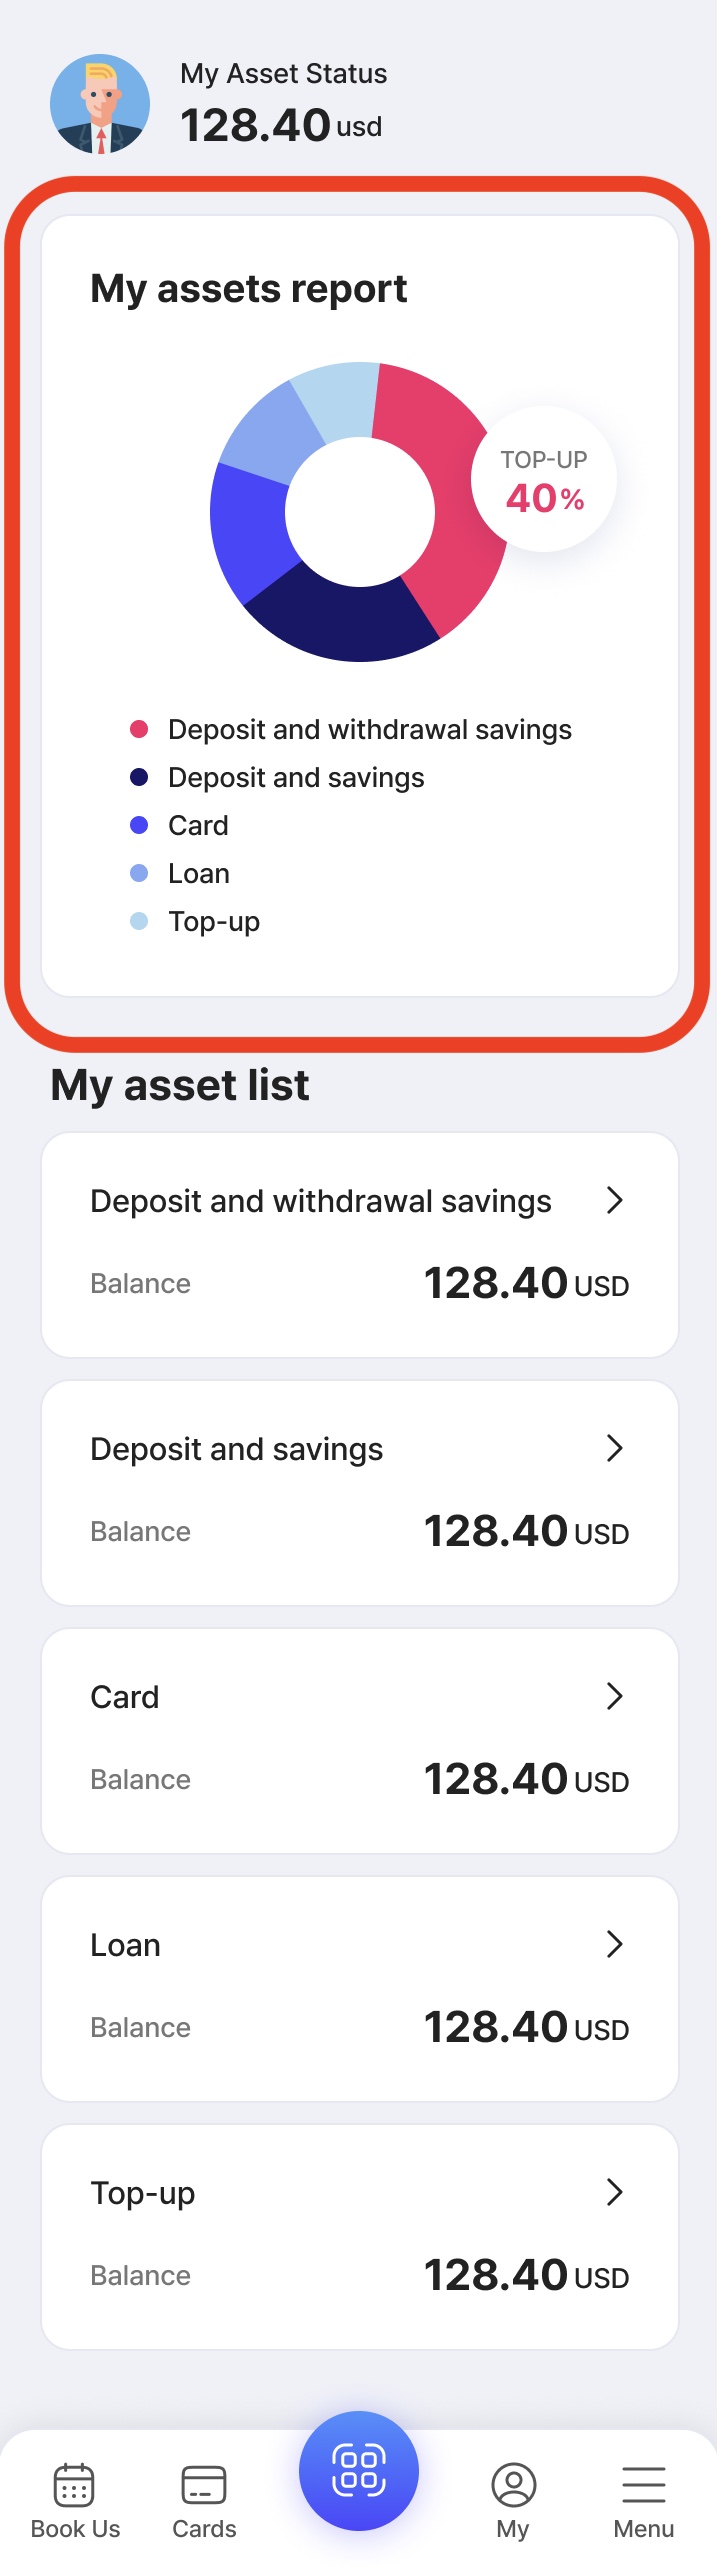 My Asset Status
128.40 usd
My assets report
TOP-UP
40%
Deposit and withdrawal savings
Deposit and savings
Card
Loan
Top-up
My asset list
Deposit and withdrawal savings
Balance 128.40 USD
Deposit and savings
Balance 128.40 USD
Card
Balance 128.40 USD
Loan
Balance 128.40 USD
Top-up
Balance 128.40 USD
Book Us Cards My Menu